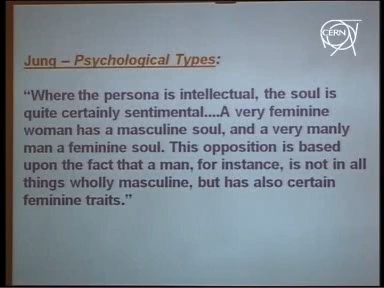 CERN
Jung – Psychological Types:
“Where the persona is intellectual, the soul is
quite certainly sentimental....A very feminine
woman has a masculine soul, and a very manly
man a feminine soul. This opposition is based
upon the fact that a man, for instance, is not in all
things wholly masculine, but has also certain
feminine traits.”